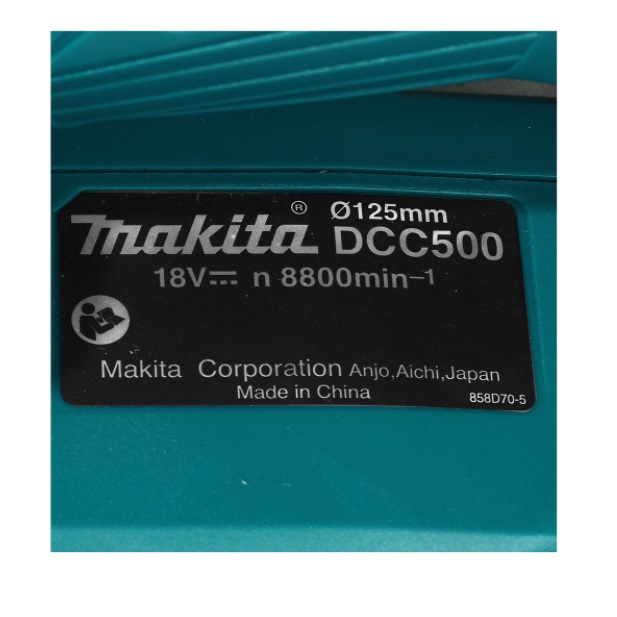 makita® Ø125mm
DCC500
18V⎓ n 8800min⁻¹
Makita Corporation Anjo,Aichi,Japan
Made in China
858D70-5